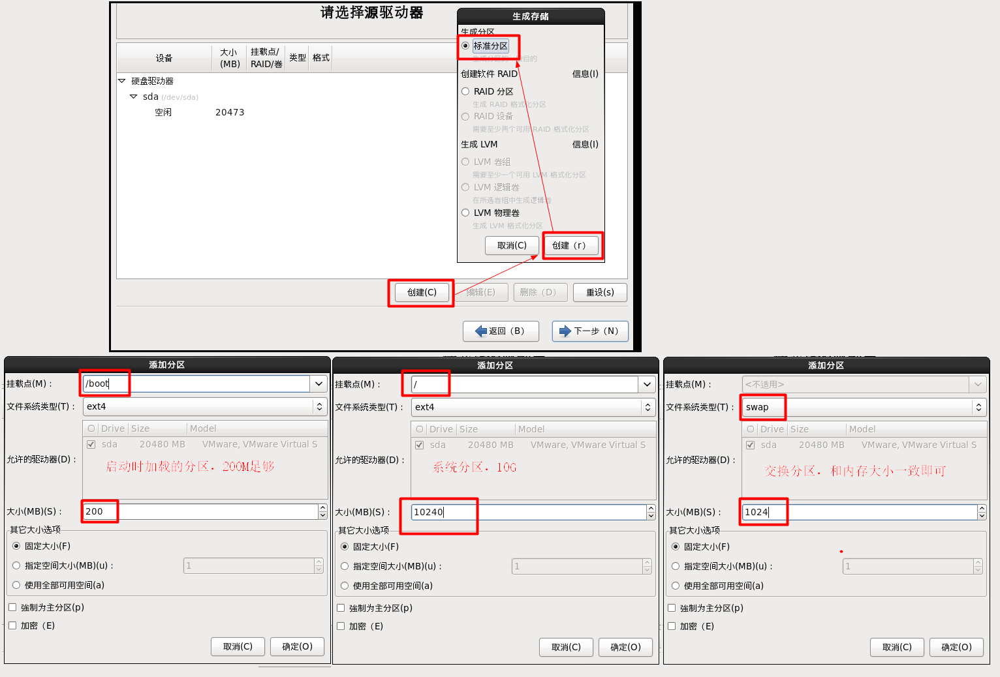 请选择源驱动器
设备
大小
(MB)
挂载点/
RAID/卷
类型
格式
硬盘驱动器
sda (/dev/sda)
空闲 20473
生成存储
生成分区
标准分区
创建软件 RAID 信息(I)
RAID 分区
生成 RAID 格式化分区
RAID 设备
需要至少两个可用 RAID 格式化分区
生成 LVM 信息(I)
LVM 卷组
需要至少一个可用 LVM 格式化分区
LVM 逻辑卷
在所选卷组中生成逻辑卷
LVM 物理卷
生成 LVM 格式化分区
取消(C) 创建（r）
创建(C) 编辑(E) 删除（D） 重设(s)
返回（B） 下一步（N）
添加分区
挂载点(M)： /boot
文件系统类型(T)： ext4
Drive Size Model
sda 20480 MB VMware, VMware Virtual S
允许的驱动器(D)：
启动时加载的分区，200M足够
大小(MB)(S)： 200
其它大小选项
固定大小(F)
指定空间大小(MB)(u)： 1
使用全部可用空间(a)
強制为主分区(p)
加密（E)
取消(C) 确定(O)
添加分区
挂载点(M)： /
文件系统类型(T)： ext4
Drive Size Model
sda 20480 MB VMware, VMware Virtual S
允许的驱动器(D)：
系统分区，10G
大小(MB)(S)： 10240
其它大小选项
固定大小(F)
指定空间大小(MB)(u)： 1
使用全部可用空间(a)
強制为主分区(p)
加密（E)
取消(C) 确定(O)
添加分区
挂载点(M)： <不适用>
文件系统类型(T)： swap
Drive Size Model
sda 20480 MB VMware, VMware Virtual S
允许的驱动器(D)：
交换分区，和内存大小一致即可
大小(MB)(S)： 1024
其它大小选项
固定大小(F)
指定空间大小(MB)(u)： 1
使用全部可用空间(a)
強制为主分区(p)
加密（E)
取消(C) 确定(O)